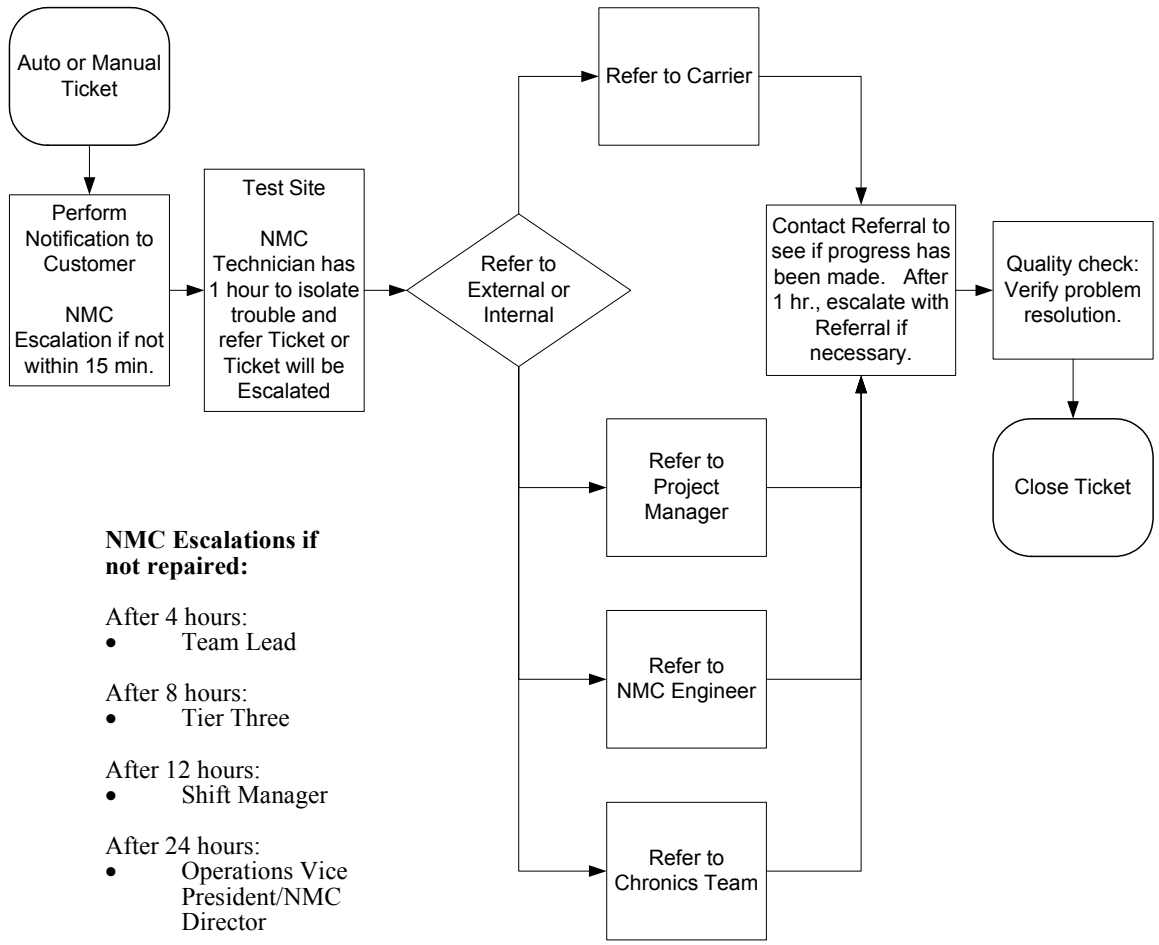 Auto or Manual
Ticket
Perform
Notification to
Customer
NMC
Escalation if not
within 15 min.
Test Site
NMC
Technician has
1 hour to isolate
trouble and
refer Ticket or
Ticket will be
Escalated
Refer to
External or
Internal
Refer to Carrier
Refer to
Project
Manager
Refer to
NMC Engineer
Refer to
Chronics Team
Contact Referral to
see if progress has
been made.   After
1 hr., escalate with
Referral if
necessary.
Quality check:
Verify problem
resolution.
Close Ticket
NMC Escalations if
not repaired:
After 4 hours:
• Team Lead
After 8 hours:
• Tier Three
After 12 hours:
• Shift Manager
After 24 hours:
• Operations Vice
President/NMC
Director